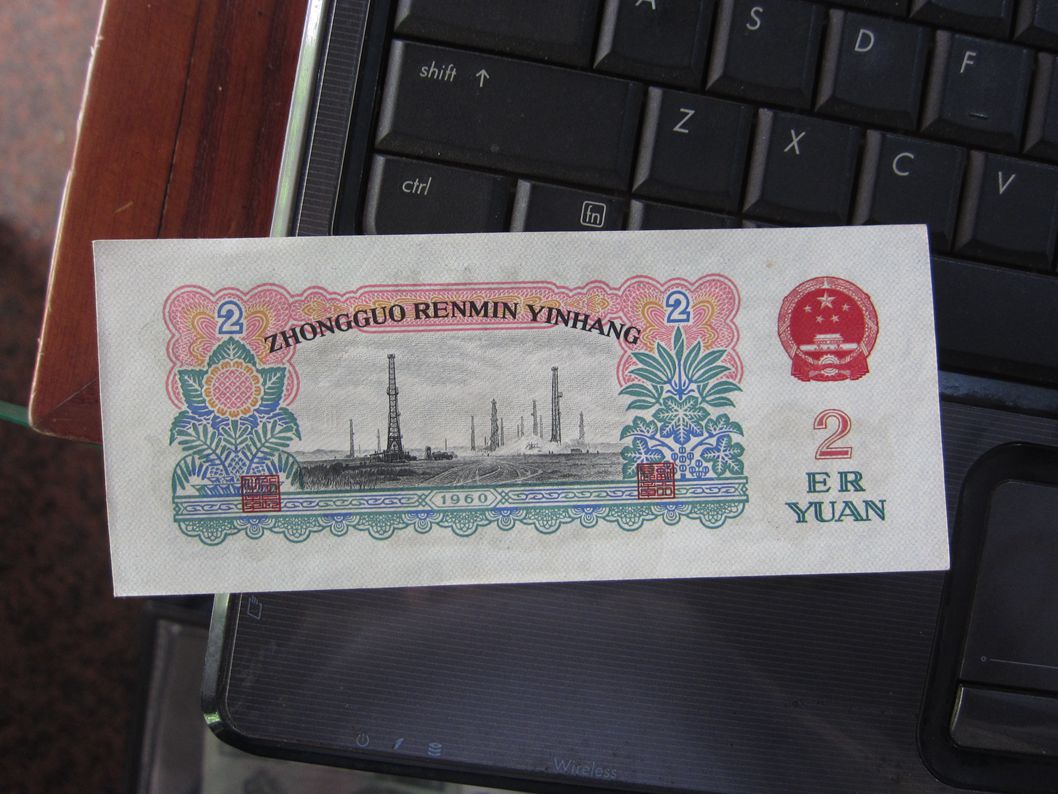 A
S
D
F
shift ↑
Z
X
C
V
ctrl
fn
2
ZHONGGUO RENMIN YINHANG
2
2
ER
YUAN
1960
Wireless